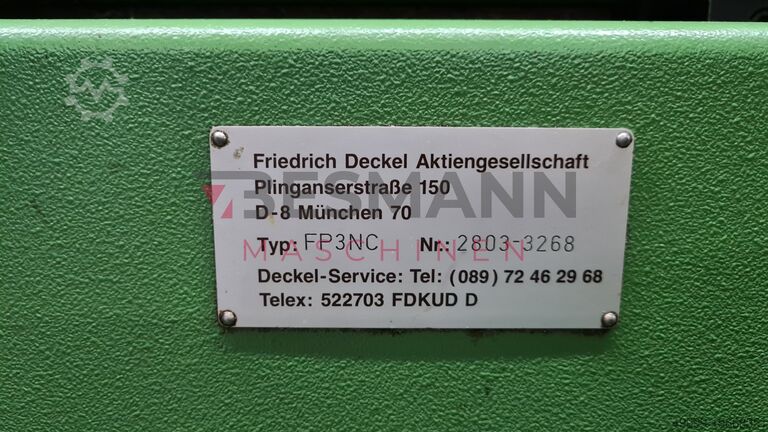 Friedrich Deckel Aktiengesellschaft
Plinganserstraße 150
D-8 München 70
Typ: FP3NC Nr.: 2803-3268
Deckel-Service: Tel: (089) 72 46 29 68
Telex: 522703 FDKUD D
BESMANN
MASCHINEN